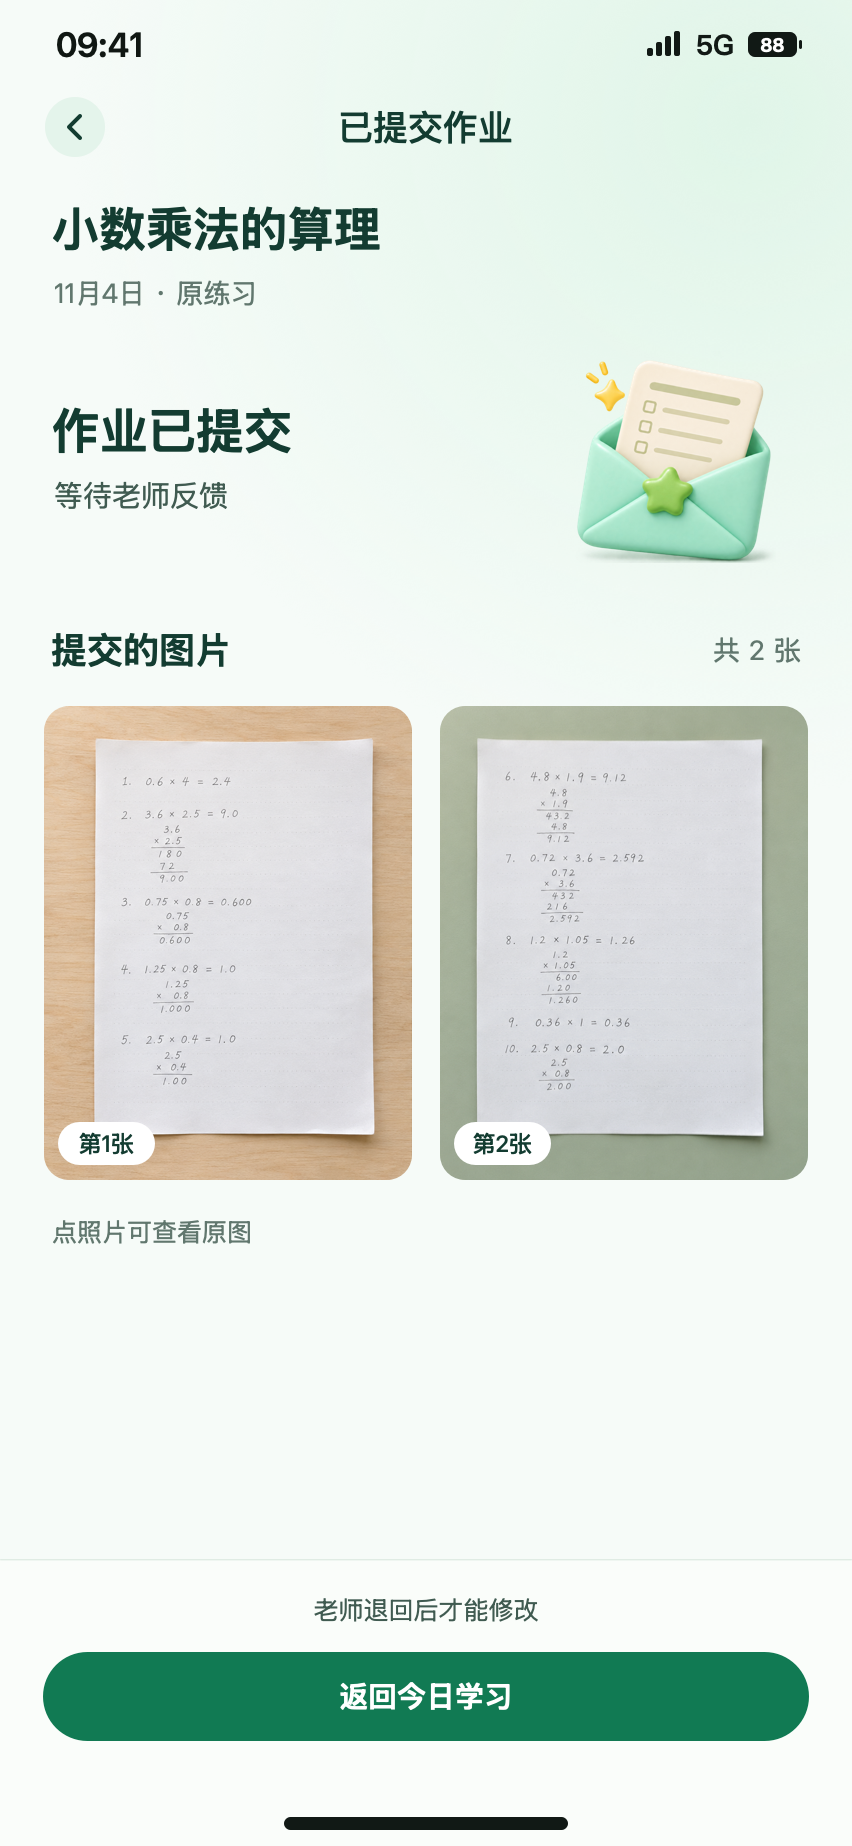 09:41
5G 88
已提交作业
小数乘法的算理
11月4日 · 原练习
作业已提交
等待老师反馈
提交的图片
共 2 张
1. 0.6 × 4 = 2.4
2. 3.6 × 2.5 = 9.0
3.6
× 2.5
180
72
9.00
3. 0.75 × 0.8 = 0.600
0.75
× 0.8
0.600
4. 1.25 × 0.8 = 1.0
1.25
× 0.8
1.000
5. 2.5 × 0.4 = 1.0
2.5
× 0.4
1.00
第1张
6. 4.8 × 1.9 = 9.12
4.8
× 1.9
432
4.8
9.12
7. 0.72 × 3.6 = 2.592
0.72
× 3.6
432
216
2.592
8. 1.2 × 1.05 = 1.26
1.2
× 1.05
6.00
1.20
1.260
9. 0.36 × 1 = 0.36
10. 2.5 × 0.8 = 2.0
2.5
× 0.8
2.00
第2张
点照片可查看原图
老师退回后才能修改
返回今日学习